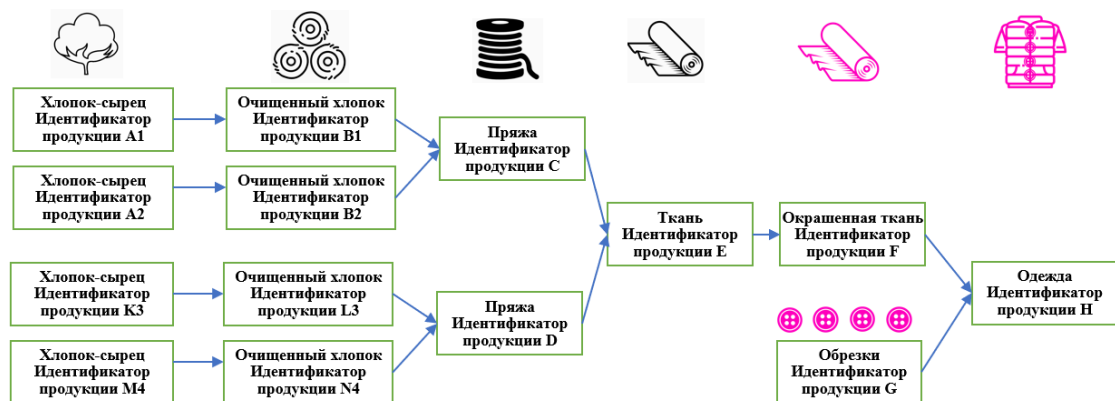 Хлопок-сырец
Идентификатор
продукции A1
Очищенный хлопок
Идентификатор
продукции B1
Пряжа
Идентификатор
продукции C
Хлопок-сырец
Идентификатор
продукции A2
Очищенный хлопок
Идентификатор
продукции B2
Ткань
Идентификатор
продукции E
Окрашенная ткань
Идентификатор
продукции F
Хлопок-сырец
Идентификатор
продукции K3
Очищенный хлопок
Идентификатор
продукции L3
Пряжа
Идентификатор
продукции D
Одежда
Идентификатор
продукции H
Хлопок-сырец
Идентификатор
продукции M4
Очищенный хлопок
Идентификатор
продукции N4
Обрезки
Идентификатор
продукции G